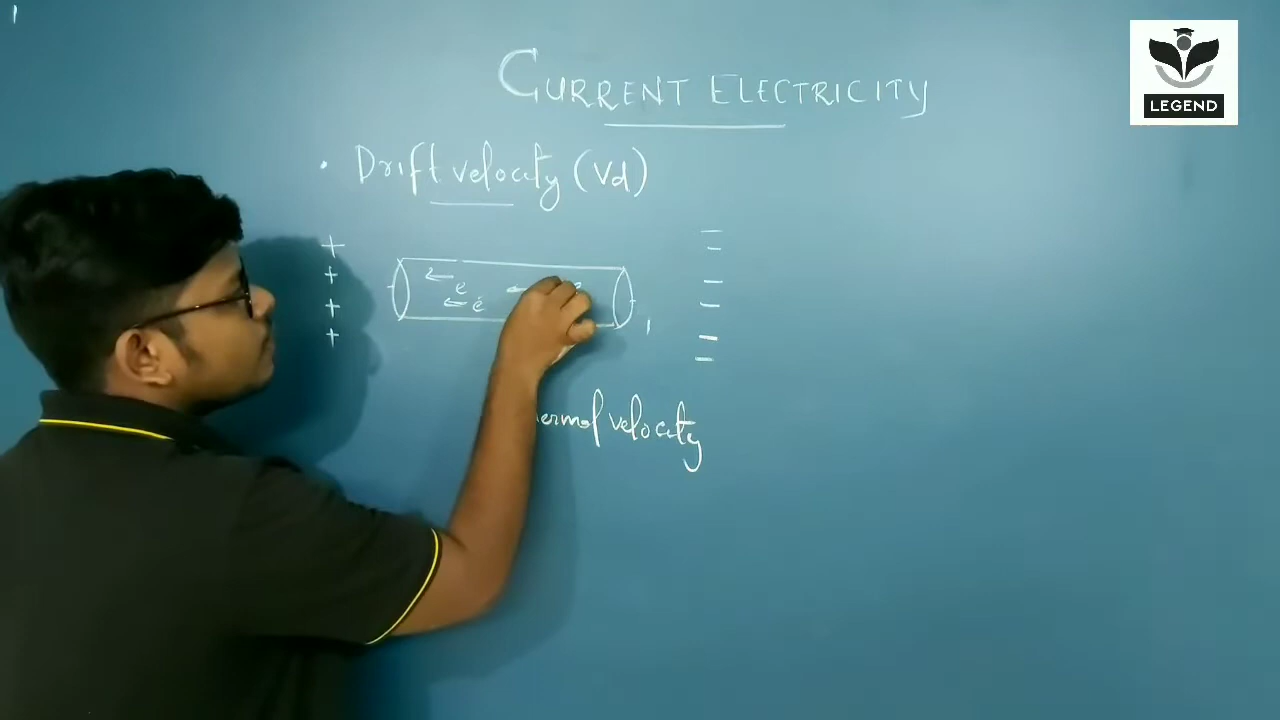 CURRENT ELECTRICITY
LEGEND
• Drift velocity (Vd)
+ + + +
e e
− − − − − −
velocity